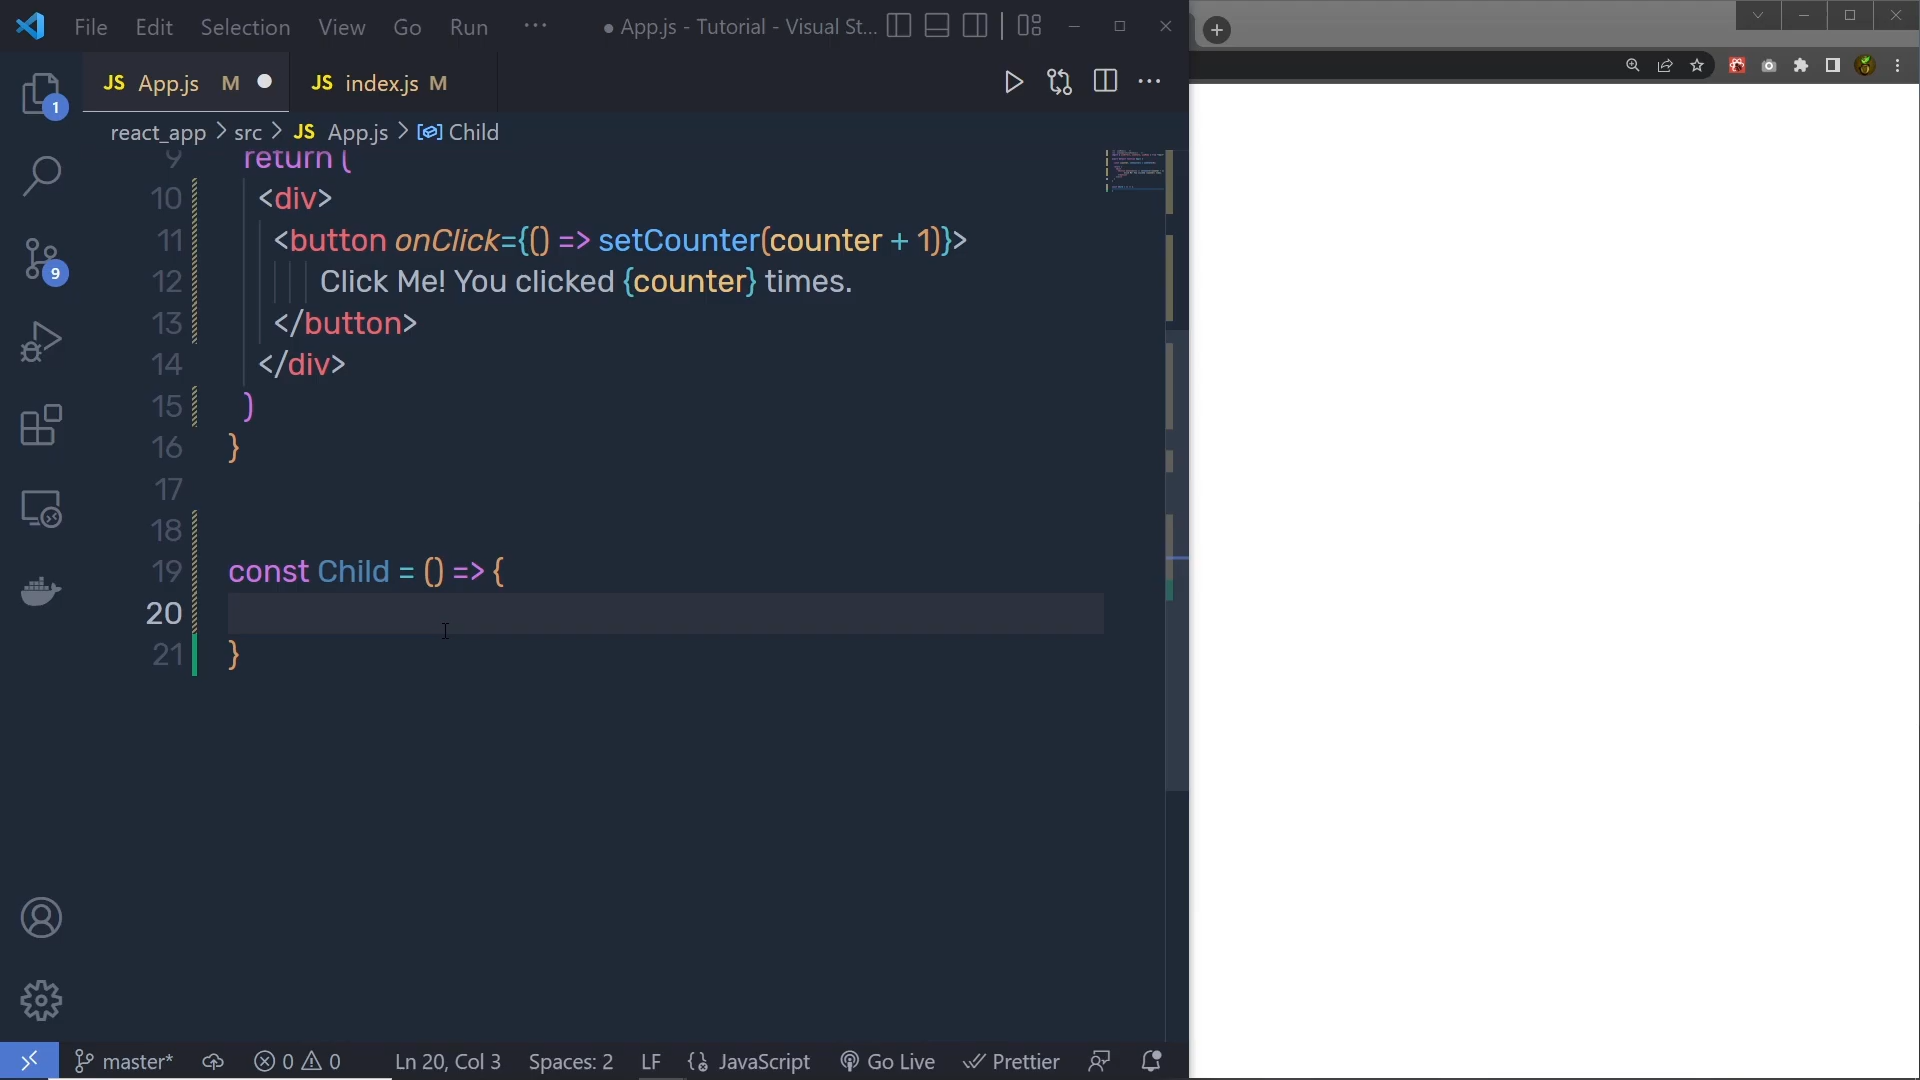 File Edit Selection View Go Run ··· ● App.js - Tutorial - Visual St...
JS App.js M ● JS index.js M
react_app > src > JS App.js > Child
9 return (
10 <div>
11 <button onClick={() => setCounter(counter + 1)}>
12 Click Me! You clicked {counter} times.
13 </button>
14 </div>
15 )
16 }
17
18
19 const Child = () => {
20
21 }
1
9
master* 0 0 Ln 20, Col 3 Spaces: 2 LF JavaScript Go Live Prettier